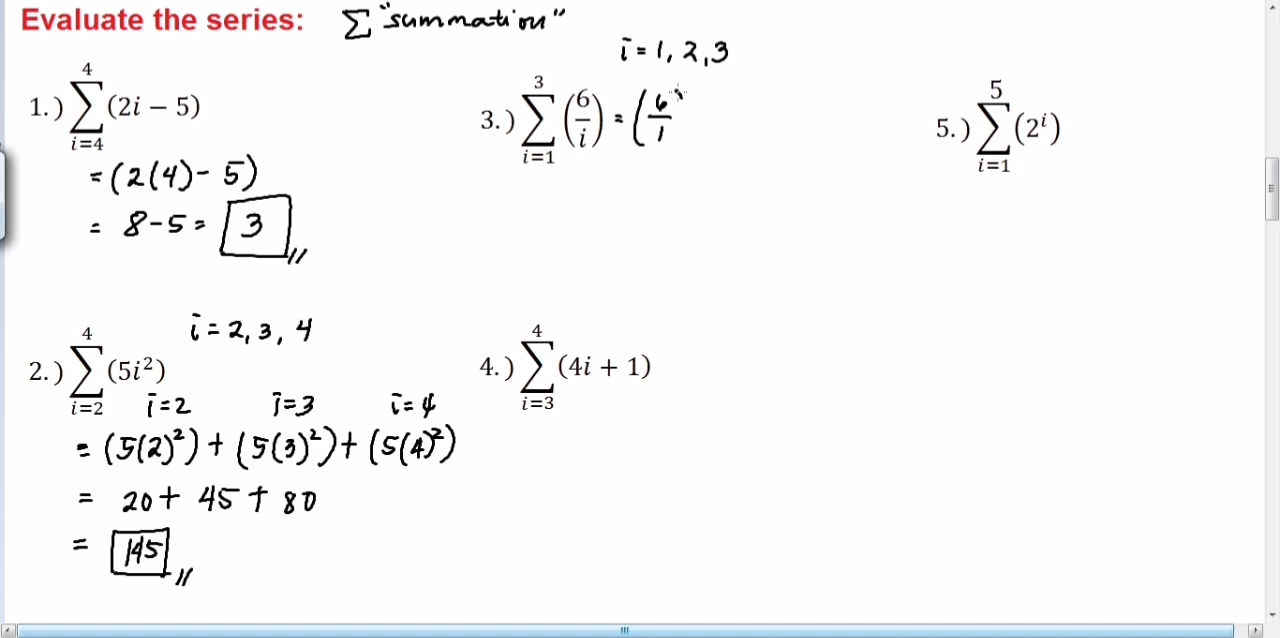 Evaluate the series: Σ "summation"
1.) 4 ∑ i=4 (2i − 5)
= (2(4) - 5)
= 8-5 = 3 //
i = 2, 3, 4
2.) 4 ∑ i=2 (5i²)
i=2 i=3 i=4
= (5(2)²) + (5(3)²) + (5(4)²)
= 20 + 45 + 80
= 145 //
i = 1, 2, 3
3.) 3 ∑ i=1 (6/i) = (6/1
4.) 4 ∑ i=3 (4i + 1)
5.) 5 ∑ i=1 (2ⁱ)